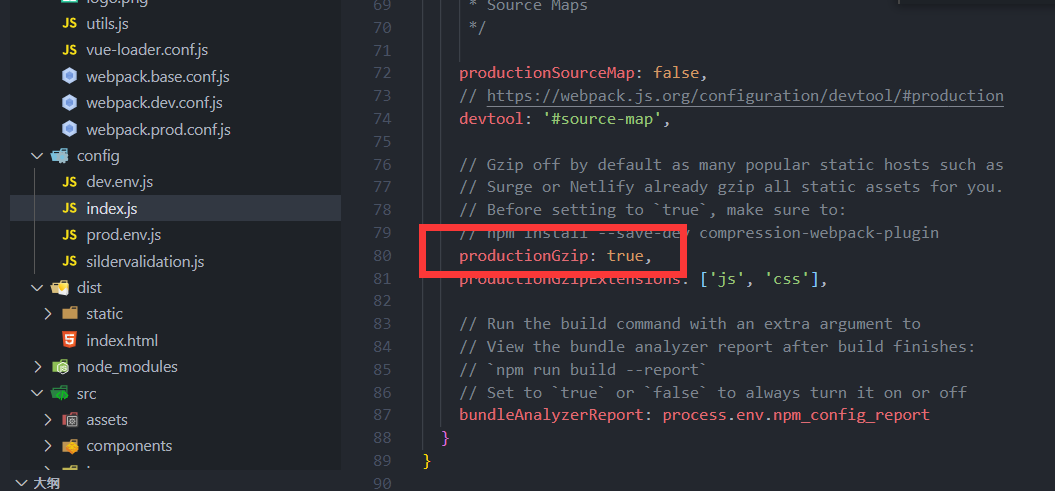 logo.png
JS utils.js
JS vue-loader.conf.js
webpack.base.conf.js
webpack.dev.conf.js
webpack.prod.conf.js
config
JS dev.env.js
JS index.js
JS prod.env.js
JS sildervalidation.js
dist
static
index.html
node_modules
src
assets
components
大纲
69 * Source Maps
70 */
71
72 productionSourceMap: false,
73 // https://webpack.js.org/configuration/devtool/#production
74 devtool: '#source-map',
75
76 // Gzip off by default as many popular static hosts such as
77 // Surge or Netlify already gzip all static assets for you.
78 // Before setting to `true`, make sure to:
79 // npm install --save-dev compression-webpack-plugin
80 productionGzip: true,
81 productionGzipExtensions: ['js', 'css'],
82
83 // Run the build command with an extra argument to
84 // View the bundle analyzer report after build finishes:
85 // `npm run build --report`
86 // Set to `true` or `false` to always turn it on or off
87 bundleAnalyzerReport: process.env.npm_config_report
88 }
89 }
90